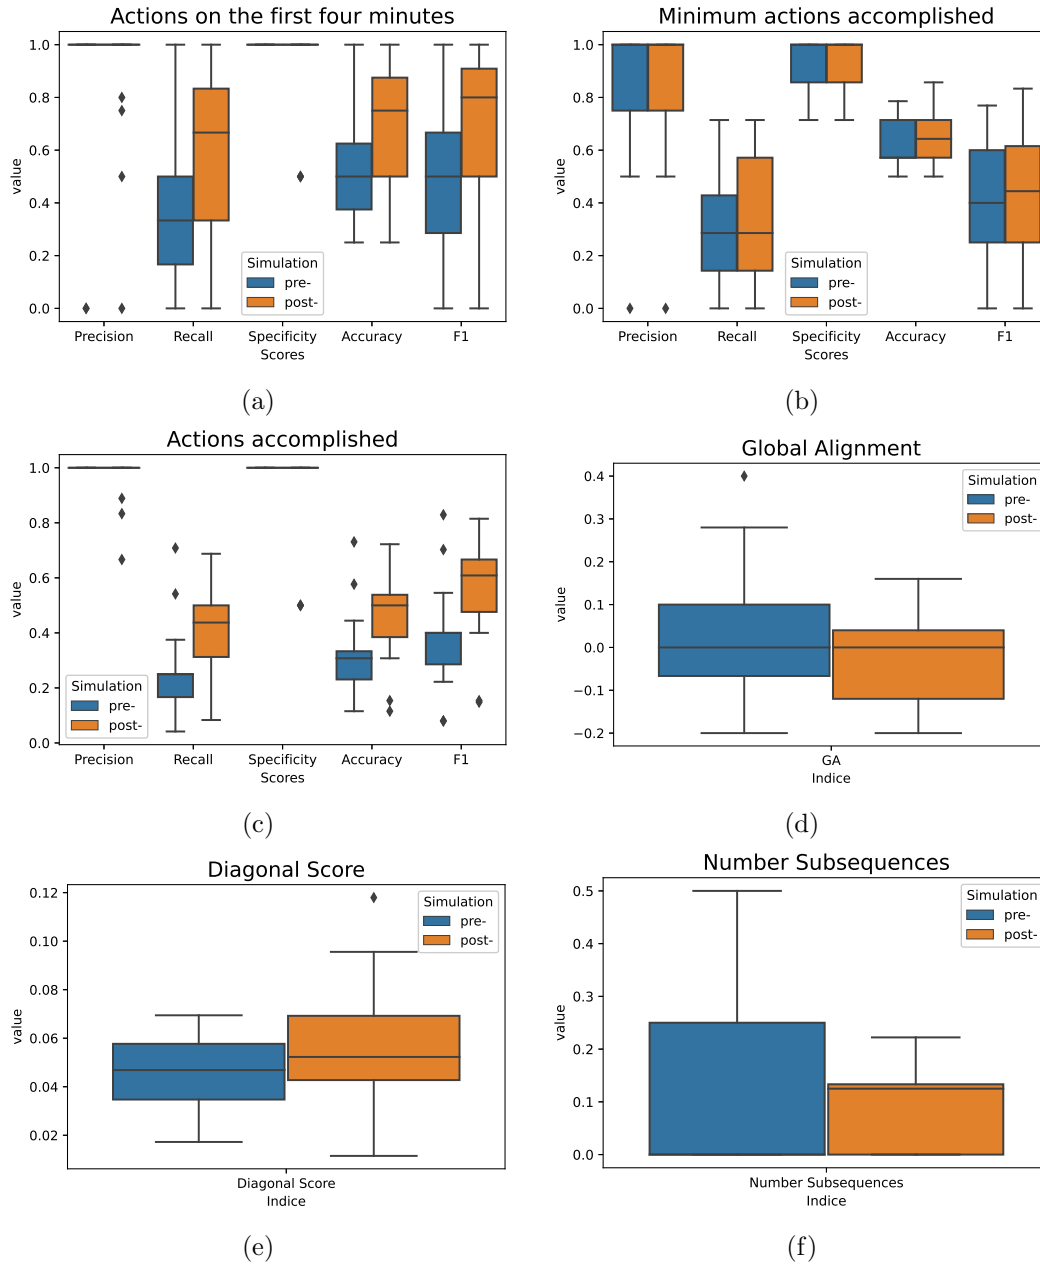 Actions on the first four minutes
1.0
0.8
0.6
0.4
0.2
0.0
value
Simulation
pre-
post-
Precision Recall Specificity Accuracy F1
Scores
(a)
Minimum actions accomplished
1.0
0.8
0.6
0.4
0.2
0.0
value
Simulation
pre-
post-
Precision Recall Specificity Accuracy F1
Scores
(b)
Actions accomplished
1.0
0.8
0.6
0.4
0.2
0.0
value
Simulation
pre-
post-
Precision Recall Specificity Accuracy F1
Scores
(c)
Global Alignment
0.4
0.3
0.2
0.1
0.0
−0.1
−0.2
value
Simulation
pre-
post-
GA
Indice
(d)
Diagonal Score
0.12
0.10
0.08
0.06
0.04
0.02
value
Simulation
pre-
post-
Diagonal Score
Indice
(e)
Number Subsequences
0.5
0.4
0.3
0.2
0.1
0.0
value
Simulation
pre-
post-
Number Subsequences
Indice
(f)